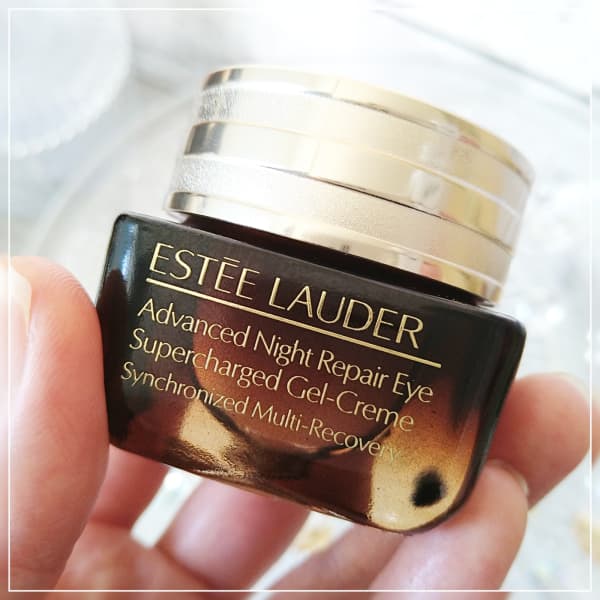 ESTĒE LAUDER
Advanced Night Repair Eye
Supercharged Gel-Creme
Synchronized Multi-Recovery